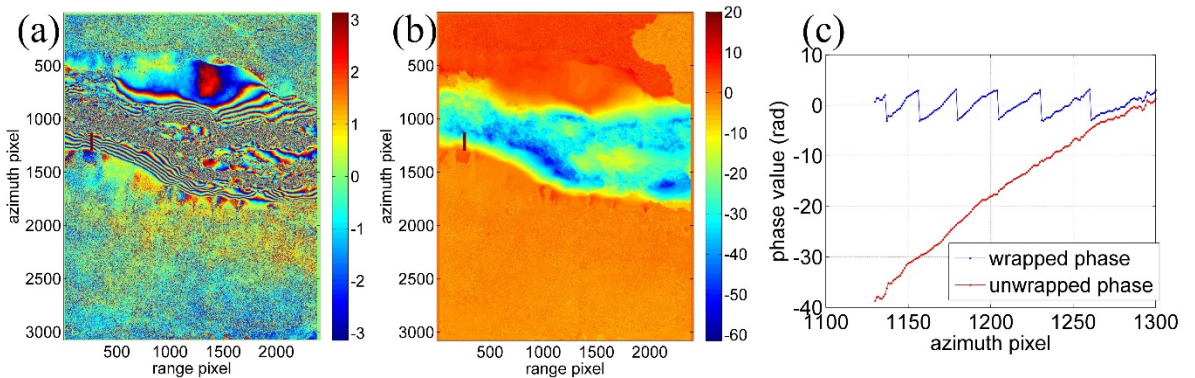 (a)
500
1000
1500
2000
2500
3000
azimuth pixel
500 1000 1500 2000
range pixel
3
2
1
0
-1
-2
-3
(b)
500
1000
1500
2000
2500
3000
azimuth pixel
500 1000 1500 2000
range pixel
20
10
0
-10
-20
-30
-40
-50
-60
(c)
10
0
-10
-20
-30
-40
phase value (rad)
wrapped phase
unwrapped phase
1100 1150 1200 1250 1300
azimuth pixel